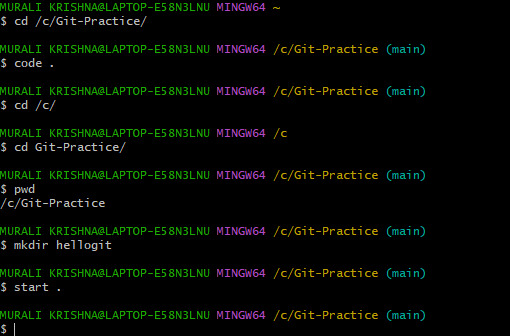 MURALI KRISHNA@LAPTOP-E58N3LNU MINGW64 ~
$ cd /c/Git-Practice/
MURALI KRISHNA@LAPTOP-E58N3LNU MINGW64 /c/Git-Practice (main)
$ code .
MURALI KRISHNA@LAPTOP-E58N3LNU MINGW64 /c/Git-Practice (main)
$ cd /c/
MURALI KRISHNA@LAPTOP-E58N3LNU MINGW64 /c
$ cd Git-Practice/
MURALI KRISHNA@LAPTOP-E58N3LNU MINGW64 /c/Git-Practice (main)
$ pwd
/c/Git-Practice
MURALI KRISHNA@LAPTOP-E58N3LNU MINGW64 /c/Git-Practice (main)
$ mkdir hellogit
MURALI KRISHNA@LAPTOP-E58N3LNU MINGW64 /c/Git-Practice (main)
$ start .
MURALI KRISHNA@LAPTOP-E58N3LNU MINGW64 /c/Git-Practice (main)
$